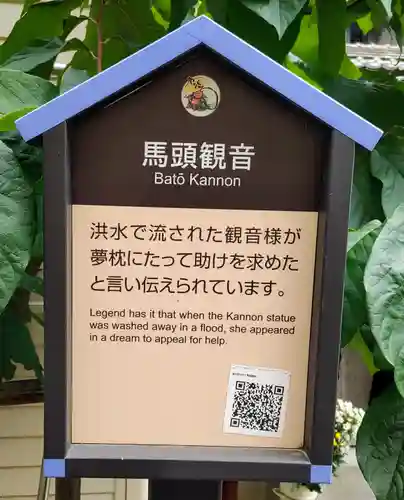 馬頭観音
Batō Kannon
洪水で流された観音様が
夢枕にたって助けを求めた
と言い伝えられています。
Legend has it that when the Kannon statue
was washed away in a flood, she appeared
in a dream to appeal for help.